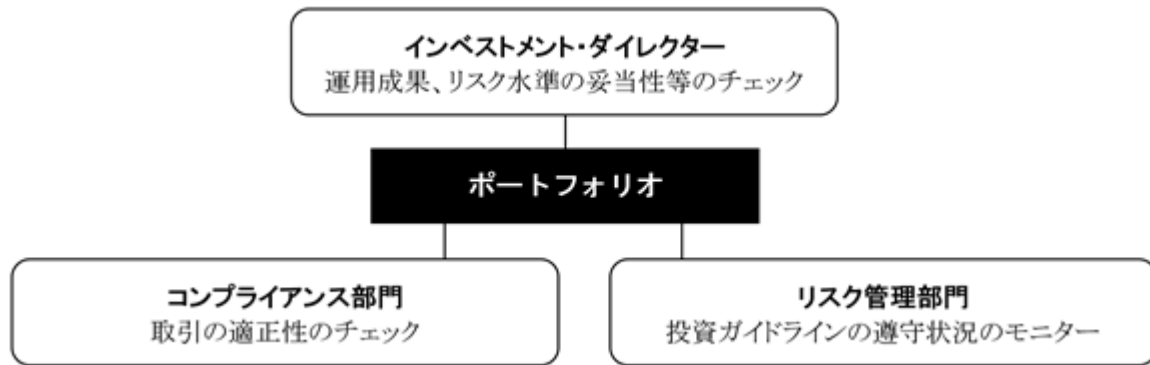 インベストメント・ダイレクター
運用成果、リスク水準の妥当性等のチェック
ポートフォリオ
コンプライアンス部門
取引の適正性のチェック
リスク管理部門
投資ガイドラインの遵守状況のモニター